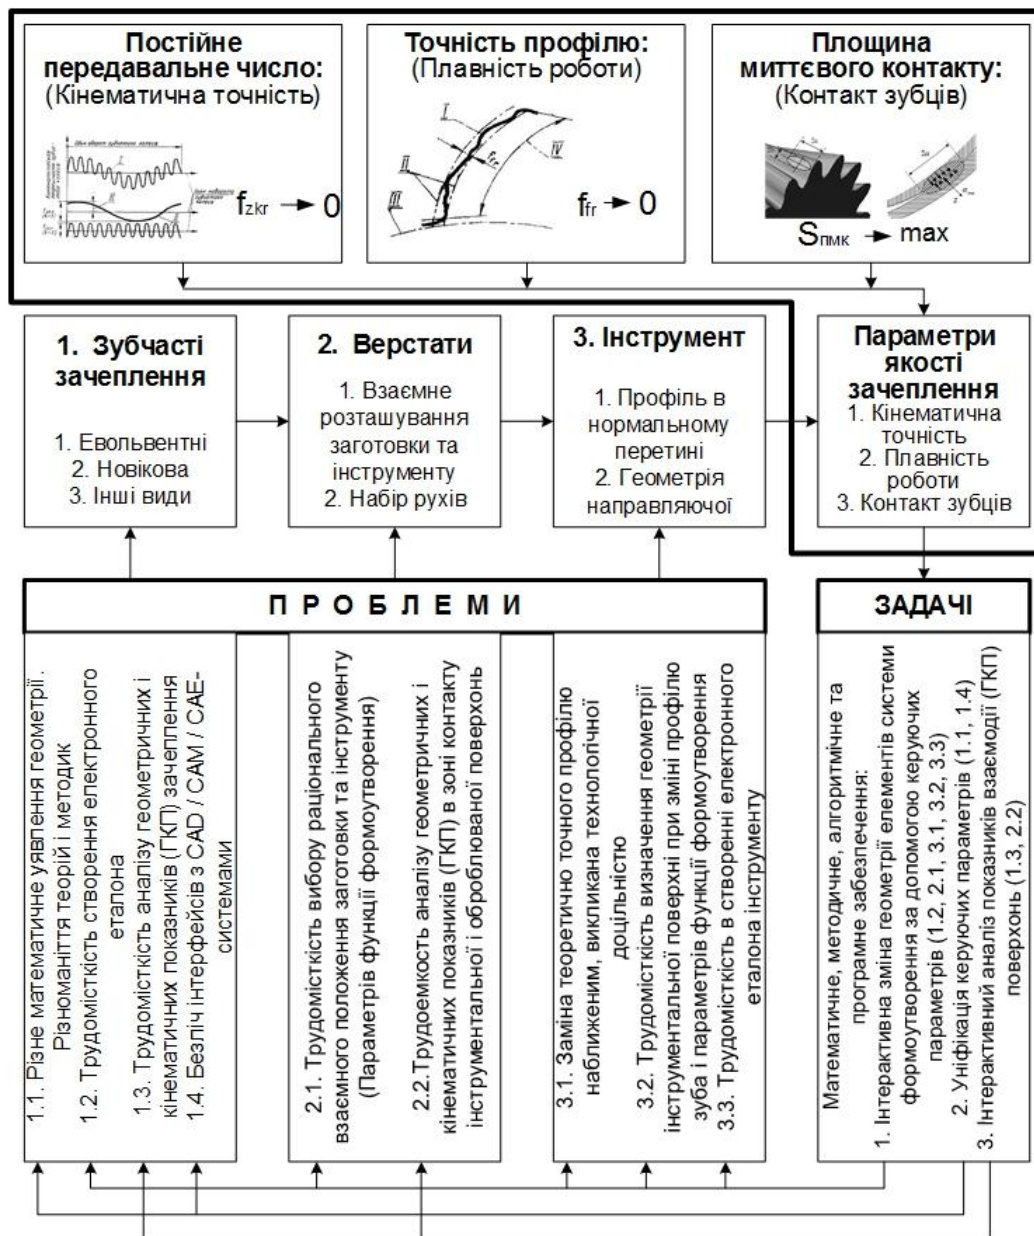 Постійне
передавальне число:
(Кінематична точність)
f zkr → 0
Точність профілю:
(Плавність роботи)
I
II
III
IV
f fr
f fr → 0
Площина
миттєвого контакту:
(Контакт зубців)
S ПМК → max
1. Зубчасті
зачеплення
1. Евольвентні
2. Новікова
3. Інші види
2. Верстати
1. Взаємне
розташування
заготовки та
інструменту
2. Набір рухів
3. Інструмент
1. Профіль в
нормальному
перетині
2. Геометрія
направляючої
Параметри
якості
зачеплення
1. Кінематична
точність
2. Плавність
роботи
3. Контакт зубців
ПРОБЛЕМИ
ЗАДАЧІ
1.1. Різне математичне уявлення геометрії..
Різноманіття теорій і методик
1.2. Трудомісткість створення електронного
еталона
1.3. Трудомісткість аналізу геометричних і
кінематичних показників (ГКП) зачеплення
1.4. Безліч інтерфейсів з CAD / CAM / CAE-
системами
2.1. Трудомісткість вибору раціонального
взаємного положення заготовки та інструменту
(Параметрів функції формоутворення)
2.2.Трудоемкость аналізу геометричних і
кінематичних показників (ГКП) в зоні контакту
інструментальної і оброблюваної поверхонь
3.1. Заміна теоретично точного профілю
наближеним, викликана технологічної
доцільністю
3.2. Трудомісткість визначення геометрії
інструментальної поверхні при зміні профілю
зуба і параметрів функції формоутворення
3.3. Трудомісткість в створенні електронного
еталона інструменту
Математичне, методичне, алгоритмічне та
програмне забезпечення:
1. Інтерактивна зміна геометрії елементів системи
формоутворення за допомогою керуючих
параметрів (1.2, 2.1, 3.1, 3.2, 3.3)
2. Уніфікація керуючих параметрів (1.1, 1.4)
3. Інтерактивний аналіз показників взаємодії (ГКП)
поверхонь (1.3, 2.2)